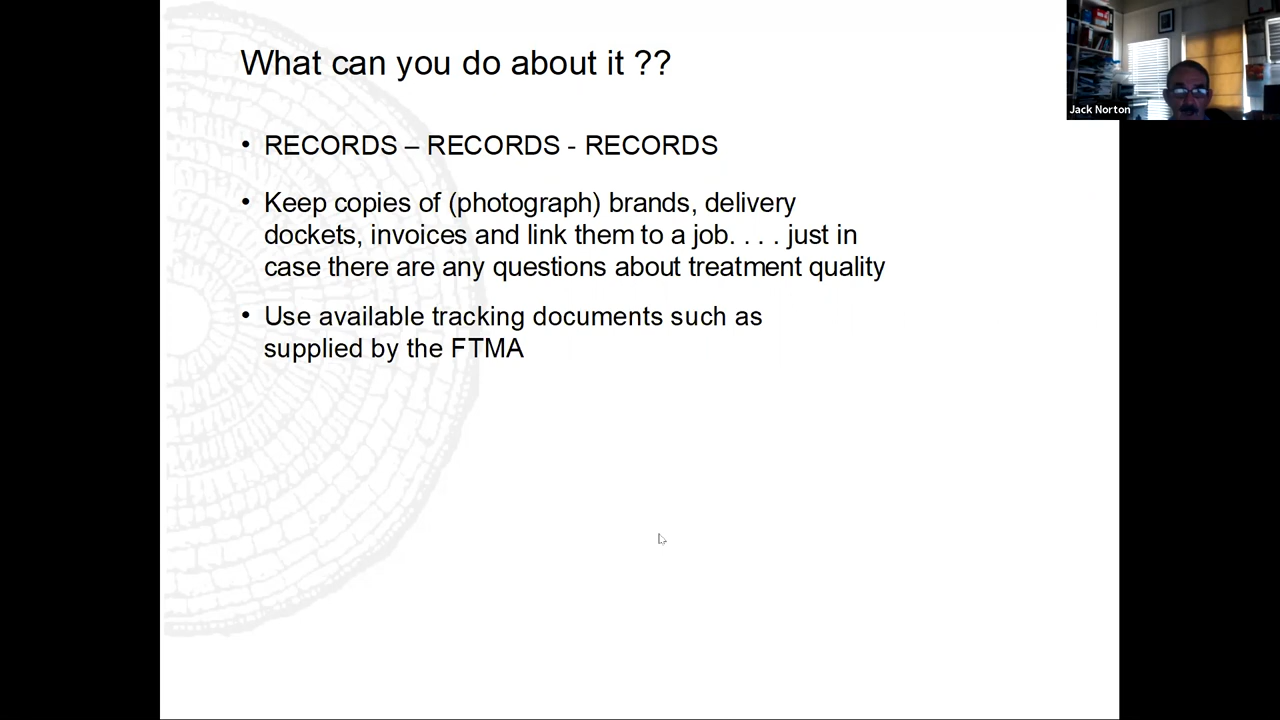 What can you do about it ??
Jack Norton
• RECORDS – RECORDS - RECORDS
• Keep copies of (photograph) brands, delivery
dockets, invoices and link them to a job. . . . just in
case there are any questions about treatment quality
• Use available tracking documents such as
supplied by the FTMA